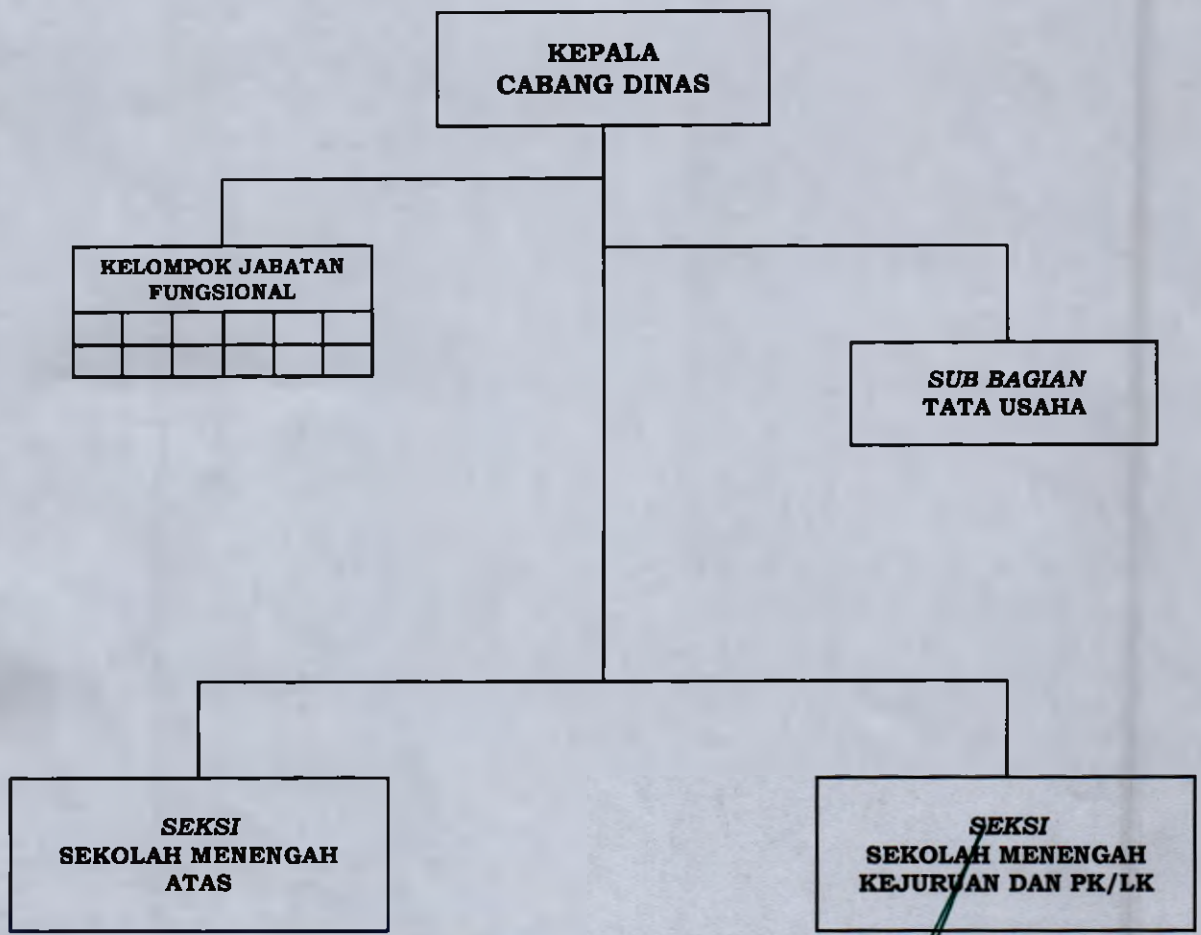 KEPALA
CABANG DINAS
KELOMPOK JABATAN
FUNGSIONAL
SUB BAGIAN
TATA USAHA
SEKSI
SEKOLAH MENENGAH
ATAS
SEKSI
SEKOLAH MENENGAH
KEJURUAN DAN PK/LK